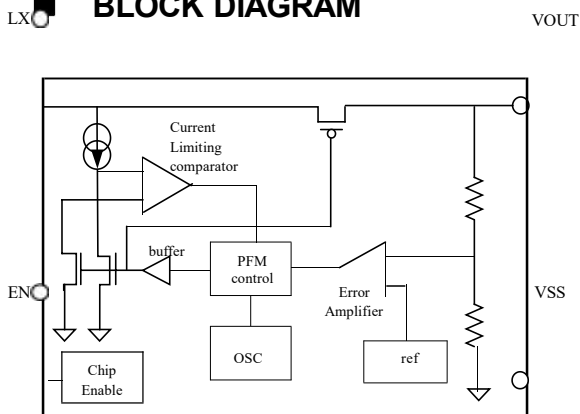 BLOCK DIAGRAM
LX
VOUT
Current
Limiting
comparator
buffer
PFM
control
Error
Amplifier
EN
VSS
OSC
ref
Chip
Enable